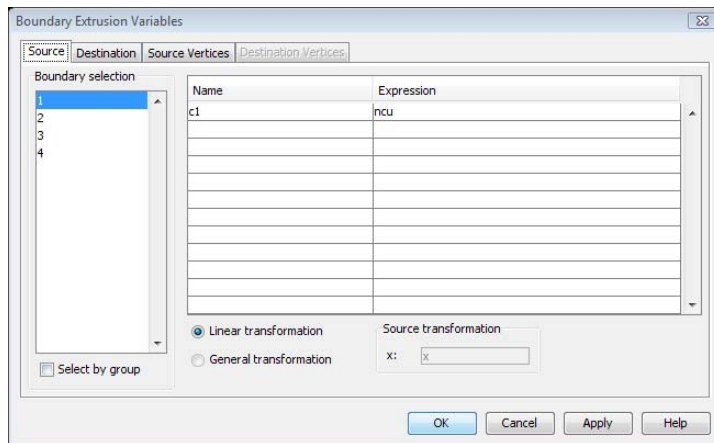 Boundary Extrusion Variables
Source Destination Source Vertices Destination Vertices
Boundary selection
1
2
3
4
Select by group
Name Expression
c1 ncu
Linear transformation
General transformation
Source transformation
x: x
OK Cancel Apply Help